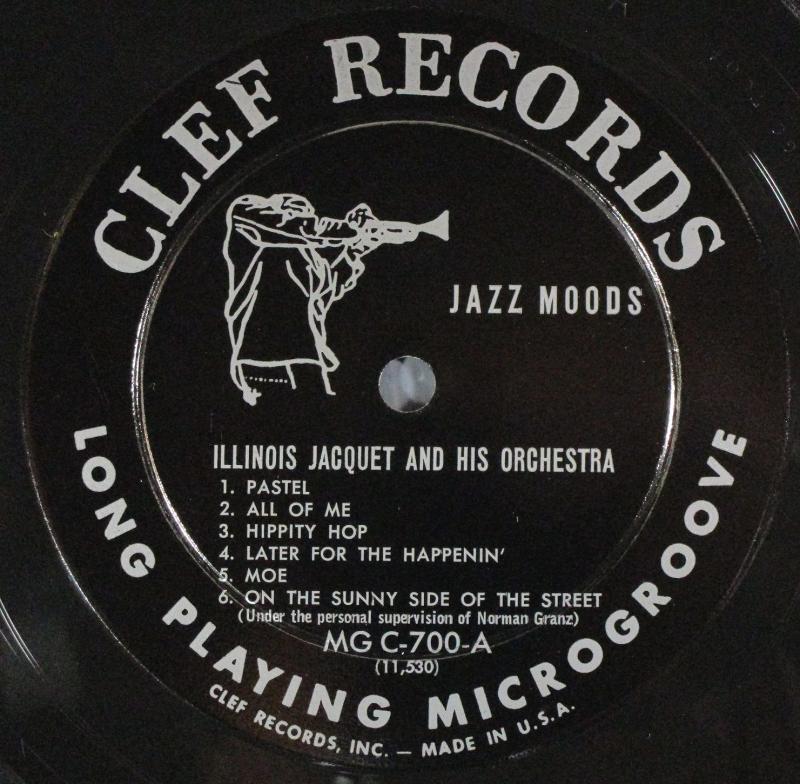 CLEF RECORDS
JAZZ MOODS
ILLINOIS JACQUET AND HIS ORCHESTRA
1. PASTEL
2. ALL OF ME
3. HIPPITY HOP
4. LATER FOR THE HAPPENIN'
5. MOE
6. ON THE SUNNY SIDE OF THE STREET
(Under the personal supervision of Norman Granz)
MG C-700-A
(11,530)
LONG PLAYING MICROGROOVE
CLEF RECORDS, INC. — MADE IN U.S.A.